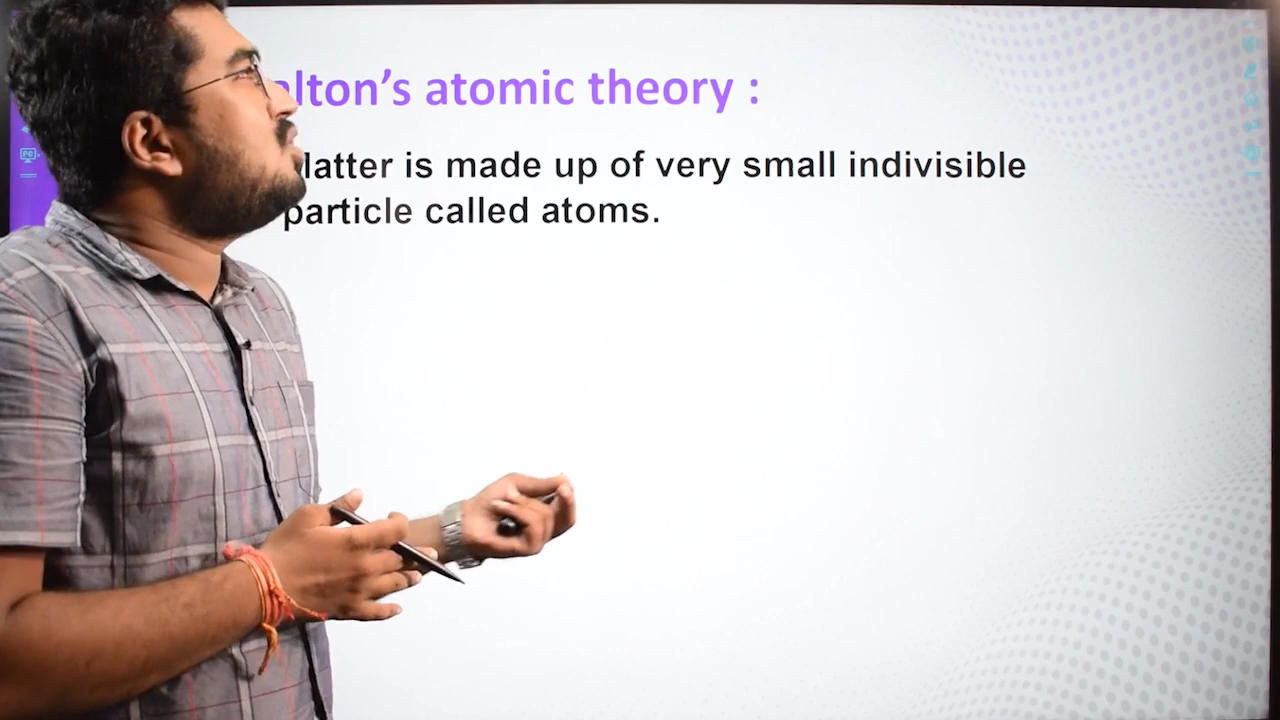 alton's atomic theory :
latter is made up of very small indivisible
particle called atoms.